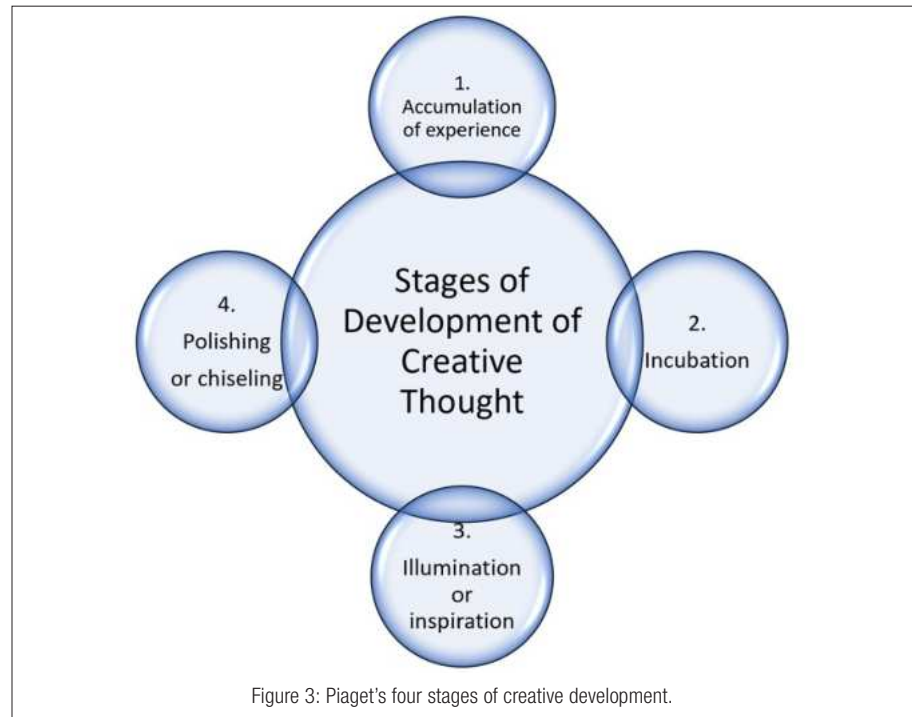 1.
Accumulation
of experience
Stages of
Development of
Creative
Thought
2.
Incubation
3.
Illumination
or
inspiration
4.
Polishing
or chiseling
Figure 3: Piaget's four stages of creative development.